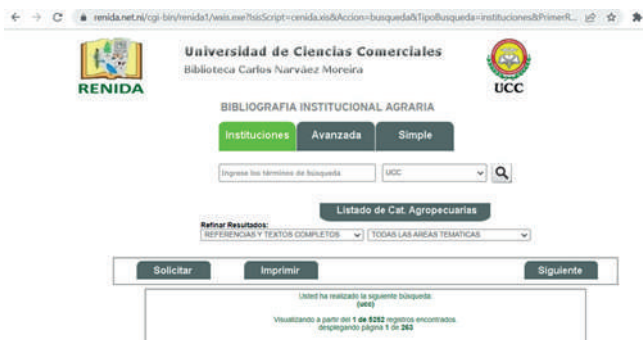 renida.net.ni/cgi-bin/renida1/wxis.exe?IsisScript=cenida.xis&Accion=busqueda&TipoBusqueda=instituciones&PrimerR...
Universidad de Ciencias Comerciales
Biblioteca Carlos Narváez Moreira
RENIDA
UCC
BIBLIOGRAFIA INSTITUCIONAL AGRARIA
Instituciones Avanzada Simple
Ingrese los términos de búsqueda UCC
Listado de Cat. Agropecuarias
Refinar Resultados:
REFERENCIAS Y TEXTOS COMPLETOS TODAS LAS AREAS TEMATICAS
Solicitar Imprimir Siguiente
Usted ha realizado la siguiente búsqueda.
(ucc)
Visualizando a partir del 1 de 5252 registros encontrados.
desplegando página 1 de 263